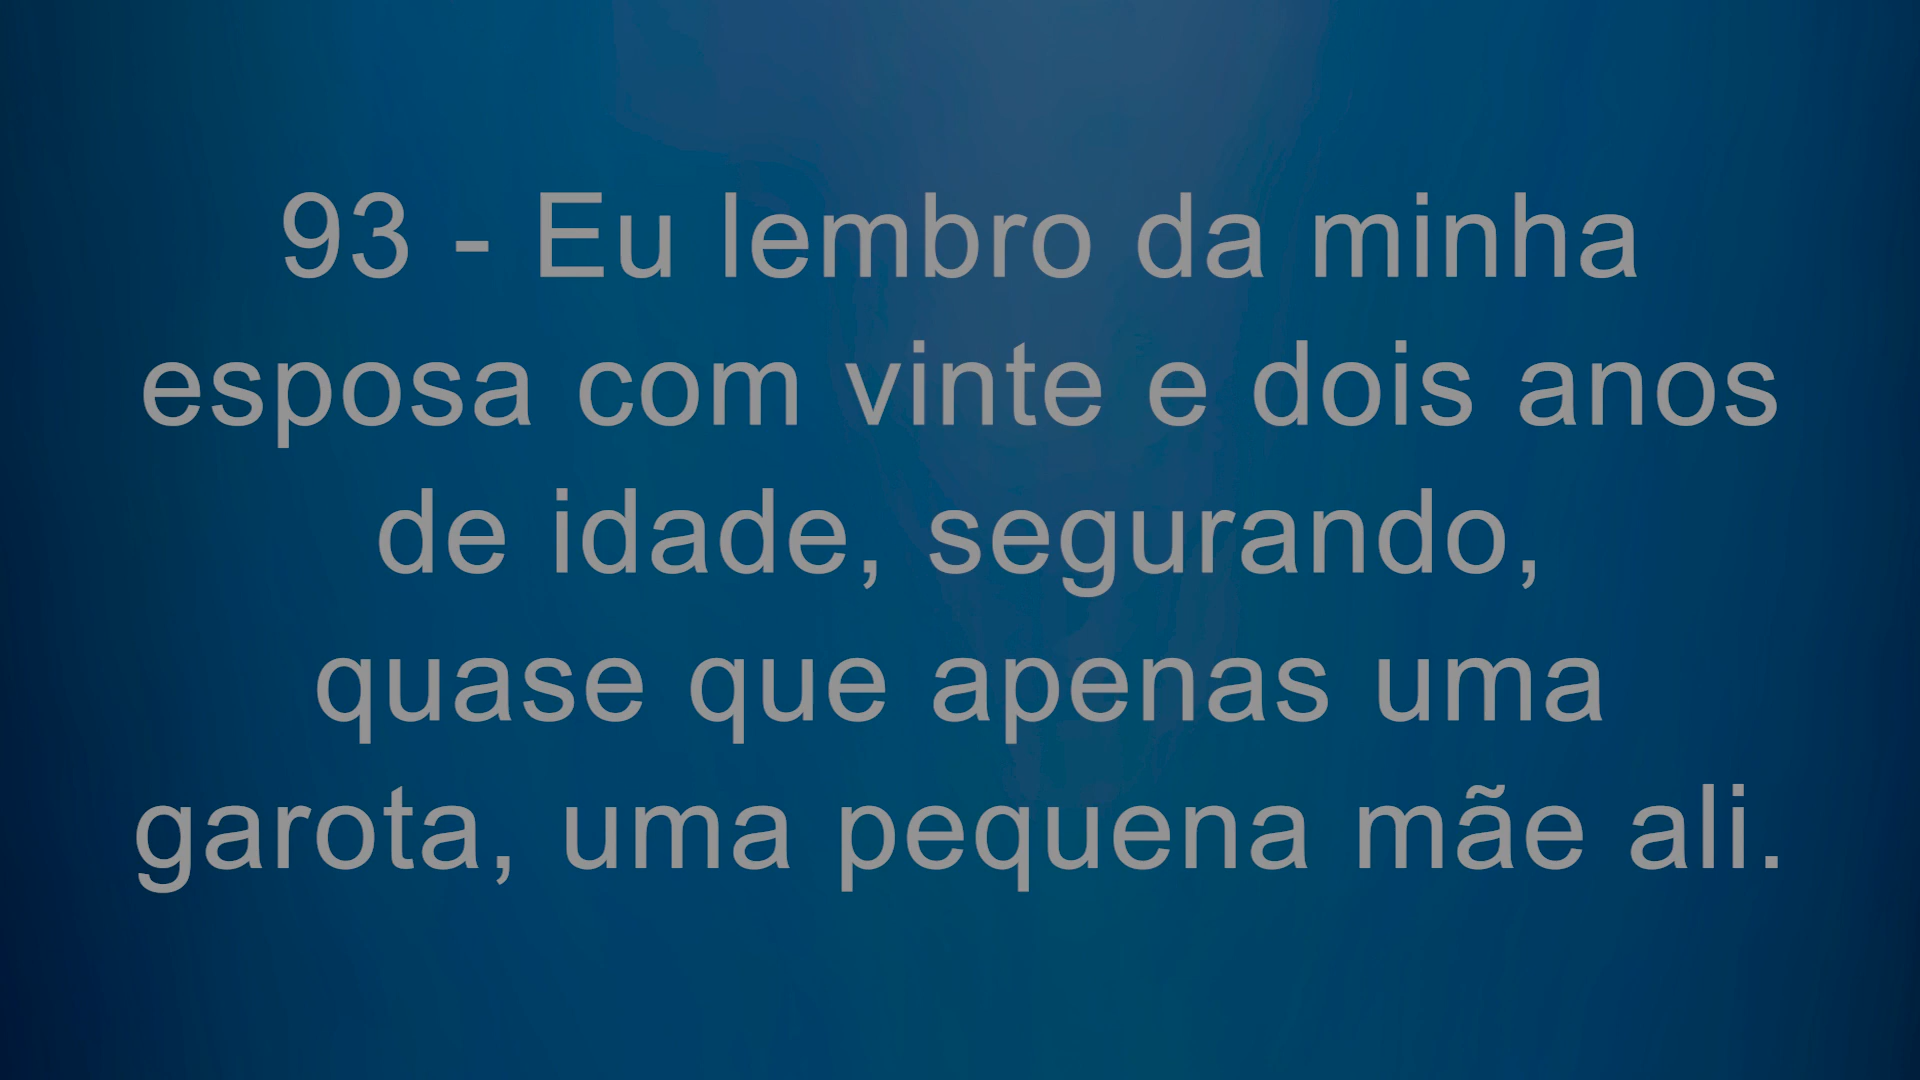 93 - Eu lembro da minha
esposa com vinte e dois anos
de idade, segurando,
quase que apenas uma
garota, uma pequena mãe ali.